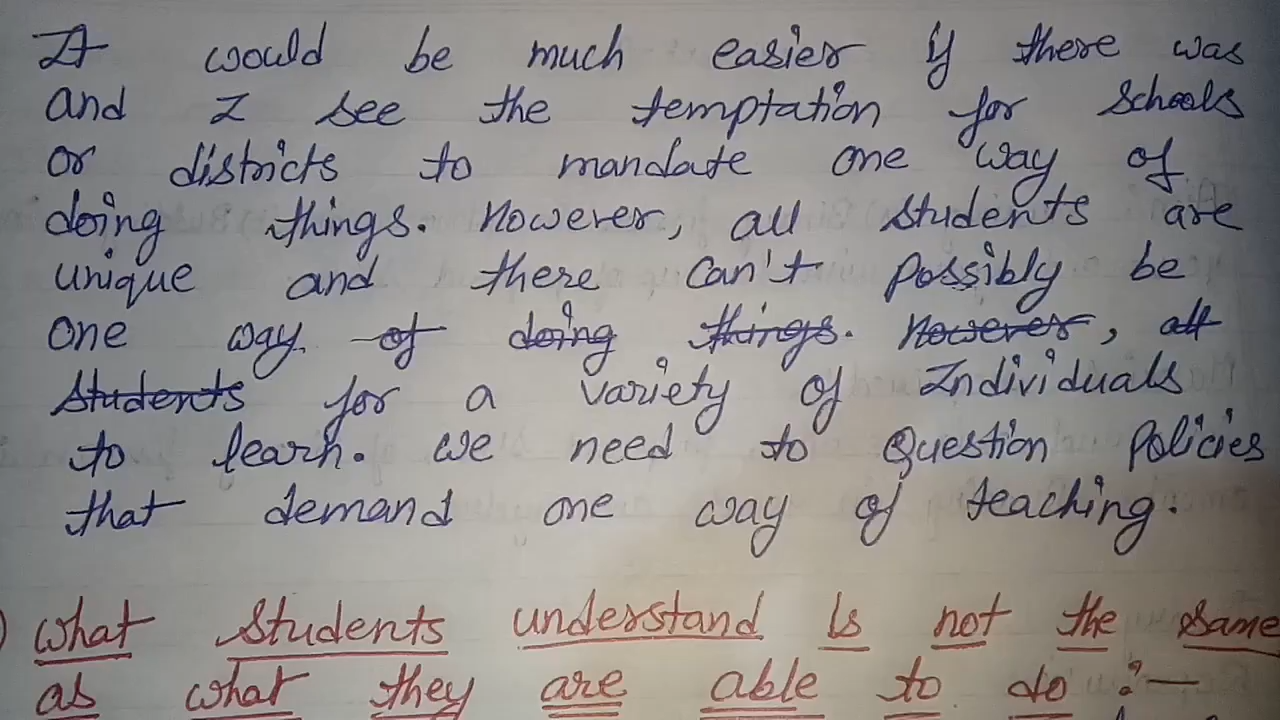 It would be much easier if there was
and I see the temptation for schools
or districts to mandate one way of
doing things. However, all students are
unique and there can't possibly be
one way. of doing things. However, all
students for a variety of Individuals
to learn. we need to Question Policies
that demand one way of teaching.
) what students understand is not the same
as what they are able to do :—